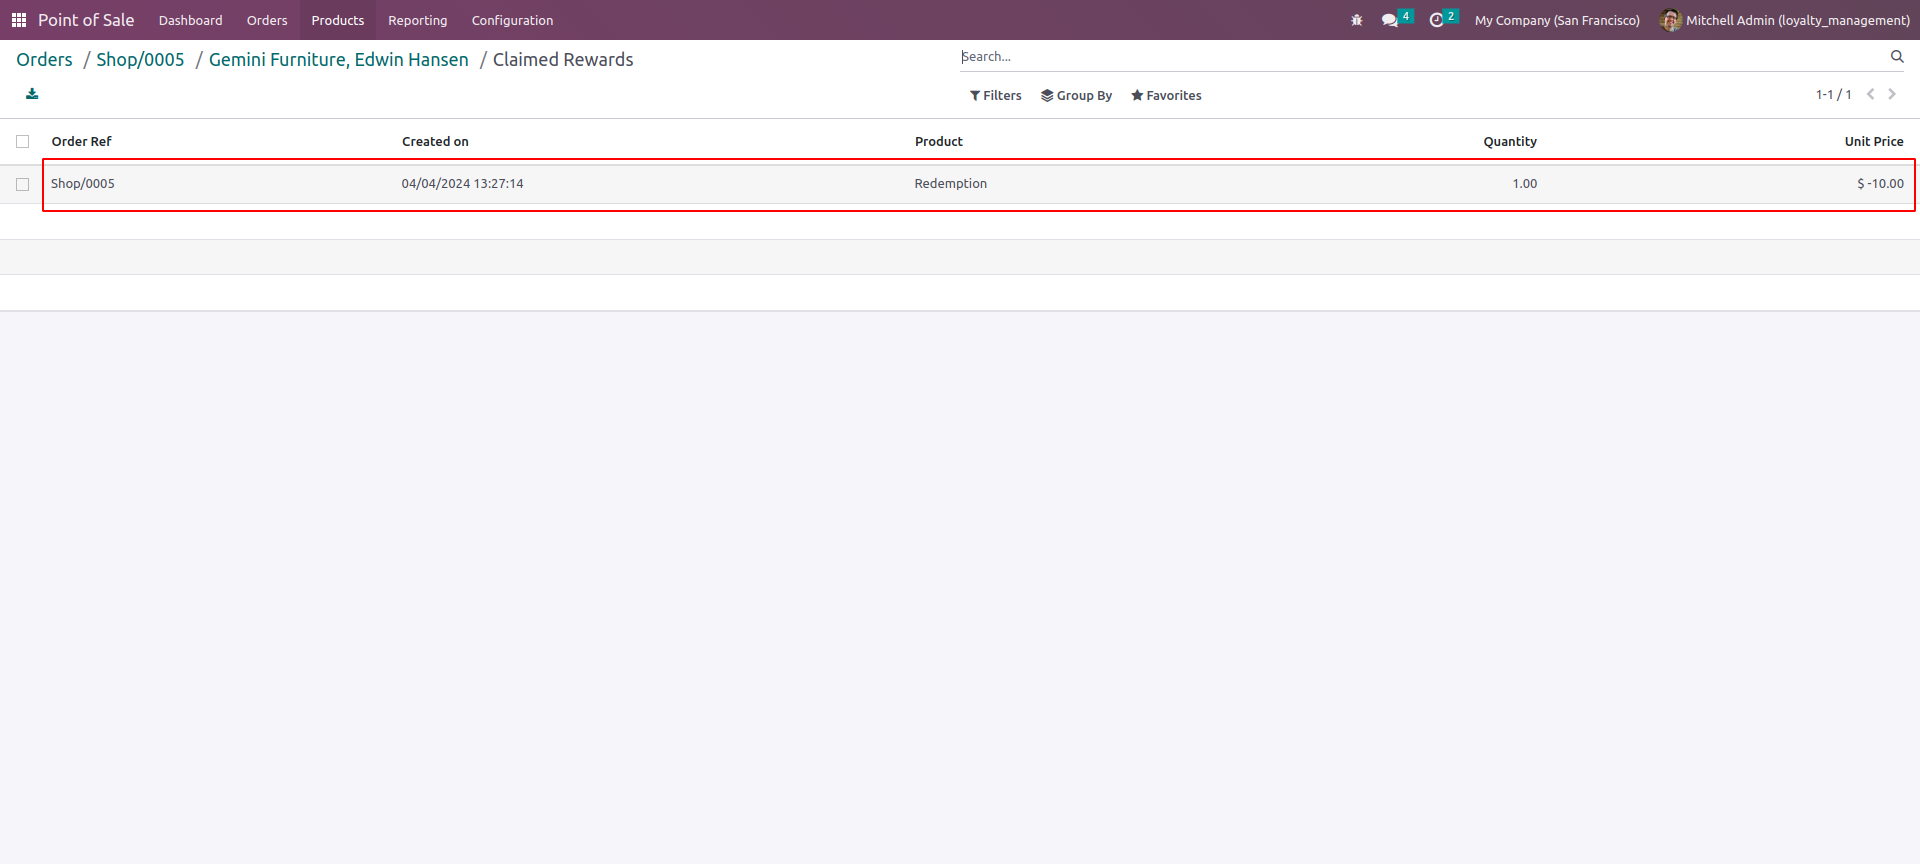 Point of Sale Dashboard Orders Products Reporting Configuration 4 2 My Company (San Francisco) Mitchell Admin (loyalty_management)
Orders / Shop/0005 / Gemini Furniture, Edwin Hansen / Claimed Rewards Search...
Filters Group By Favorites 1-1 / 1
Order Ref Created on Product Quantity Unit Price
Shop/0005 04/04/2024 13:27:14 Redemption 1.00 $ -10.00